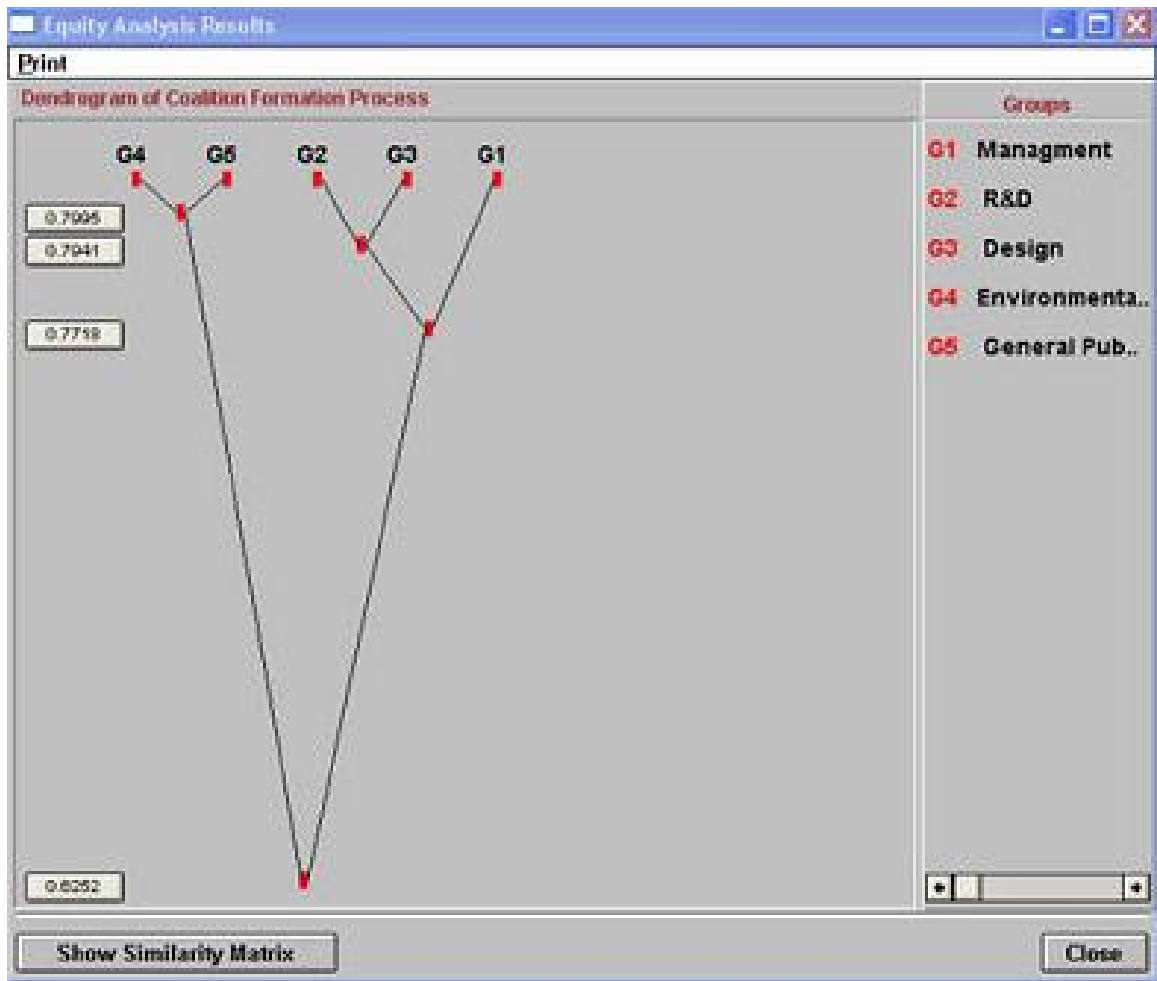 Equity Analysis Results
Print
Dendrogram of Coalition Formation Process
Groups
G4 G5 G2 G3 G1
G1 Managment
G2 R&D
G3 Design
G4 Environmenta..
G5 General Pub..
0.7995
0.7941
0.7718
0.6252
Show Similarity Matrix
Close